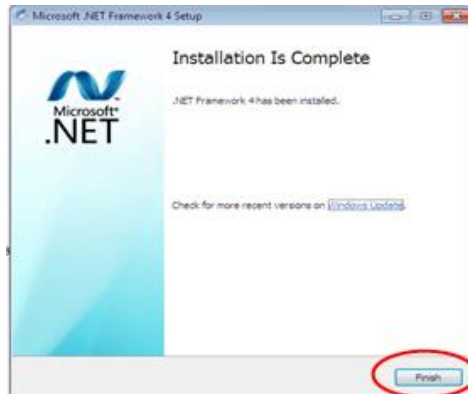 Microsoft .NET Framework 4 Setup
Installation Is Complete
.NET Framework 4 has been installed.
Microsoft®
.NET
Check for more recent versions on Windows Update.
Finish